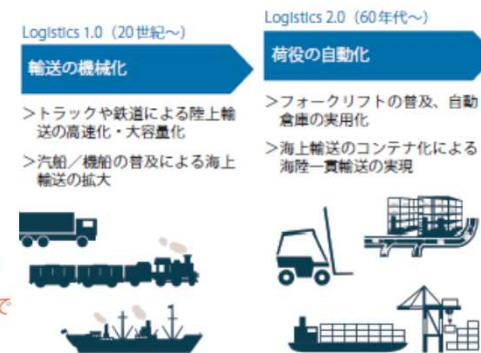 Logistics 1.0（20世紀～）
輸送の機械化
＞トラックや鉄道による陸上輸
送の高速化・大容量化
＞汽船／機船の普及による海上
輸送の拡大
で
Logistics 2.0（60年代～）
荷役の自動化
＞フォークリフトの普及、自動
倉庫の実用化
＞海上輸送のコンテナ化による
海陸一貫輸送の実現